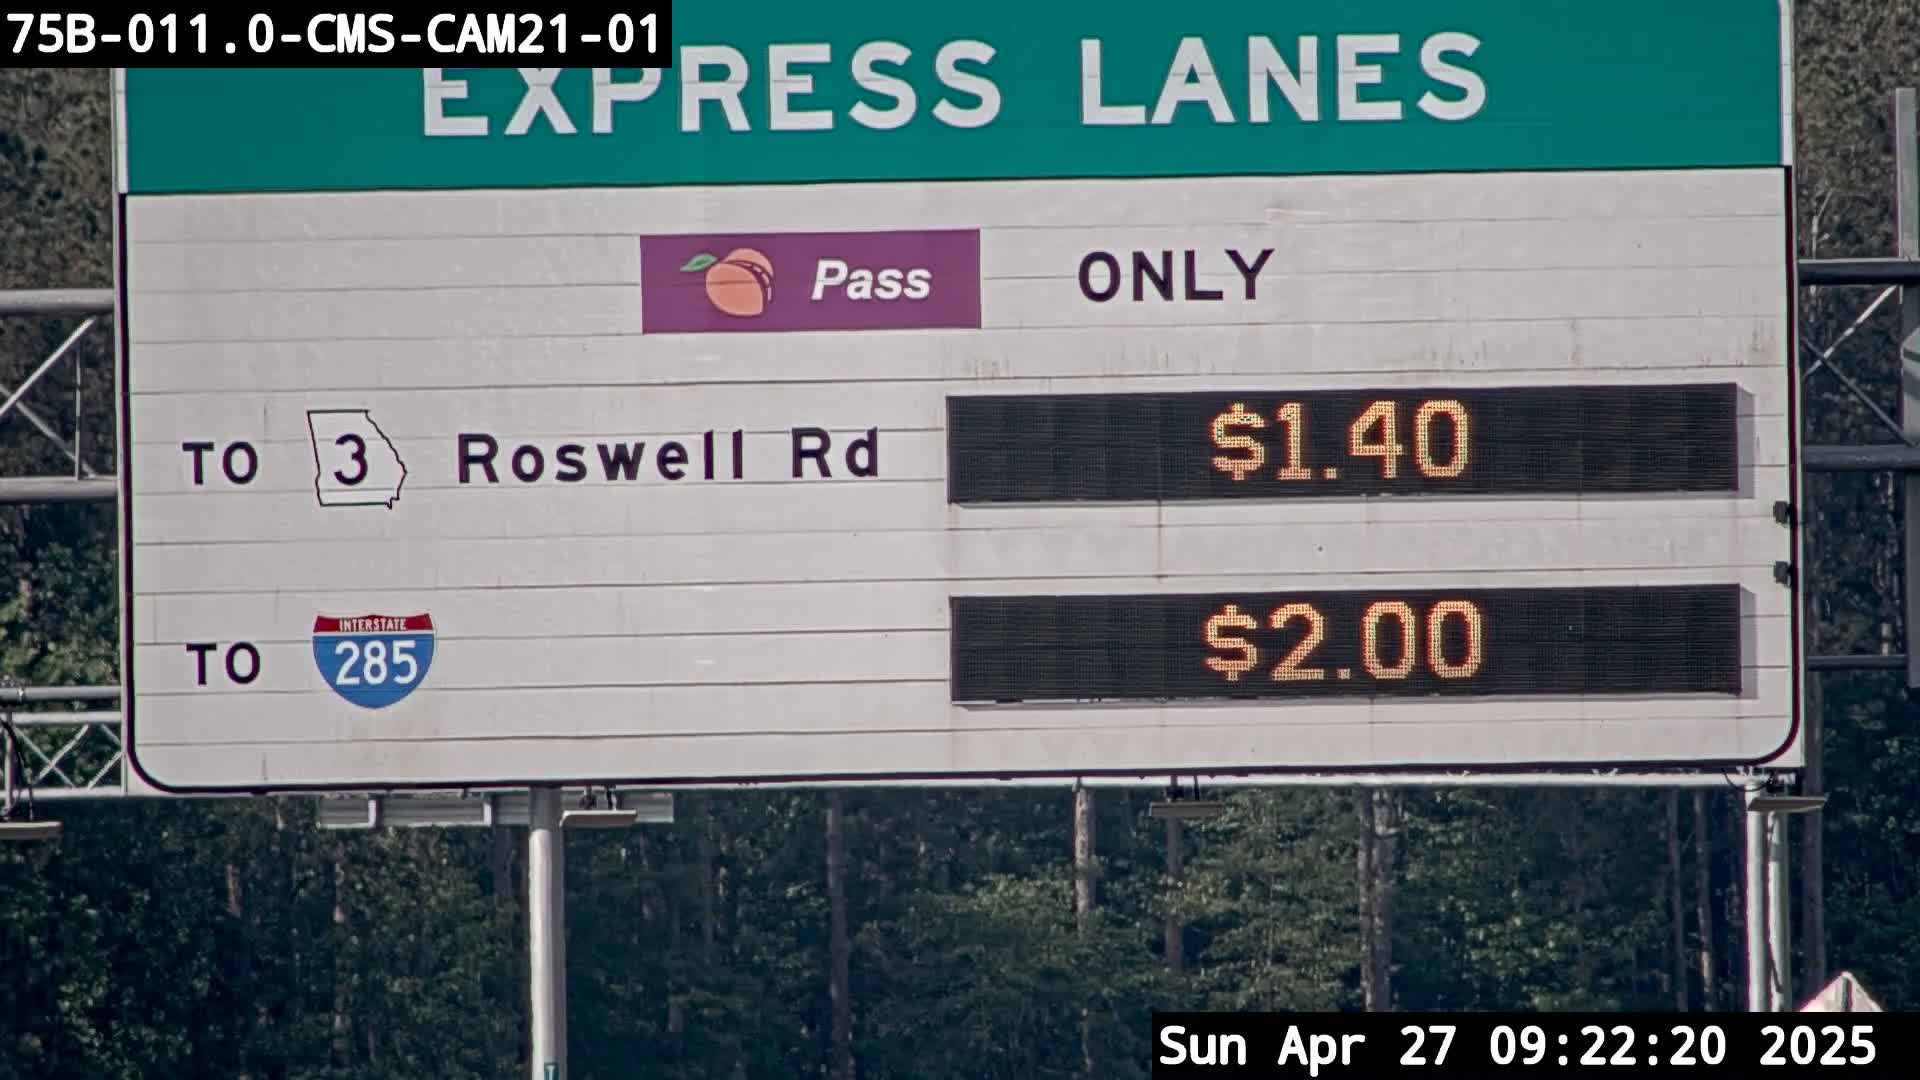 75B-011.0-CMS-CAM21-01
EXPRESS LANES
Pass ONLY
TO 3 Roswell Rd $1.40
INTERSTATE
TO 285 $2.00
Sun Apr 27 09:22:20 2025